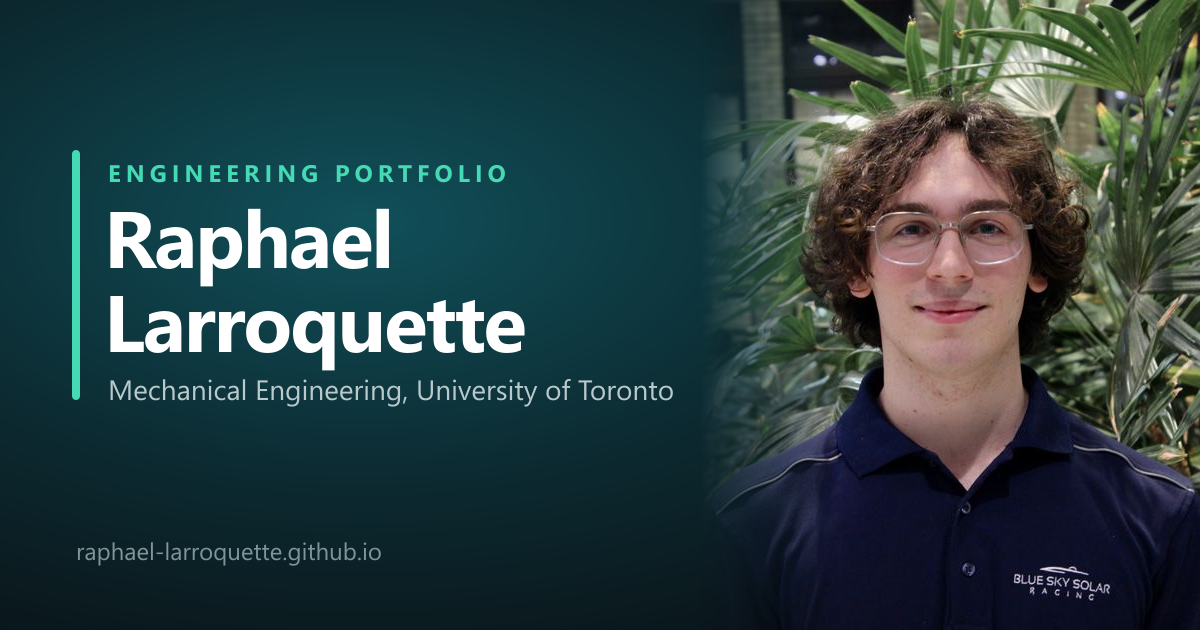 ENGINEERING PORTFOLIO
Raphael
Larroquette
Mechanical Engineering, University of Toronto
raphael-larroquette.github.io
BLUE SKY SOLAR
RACING